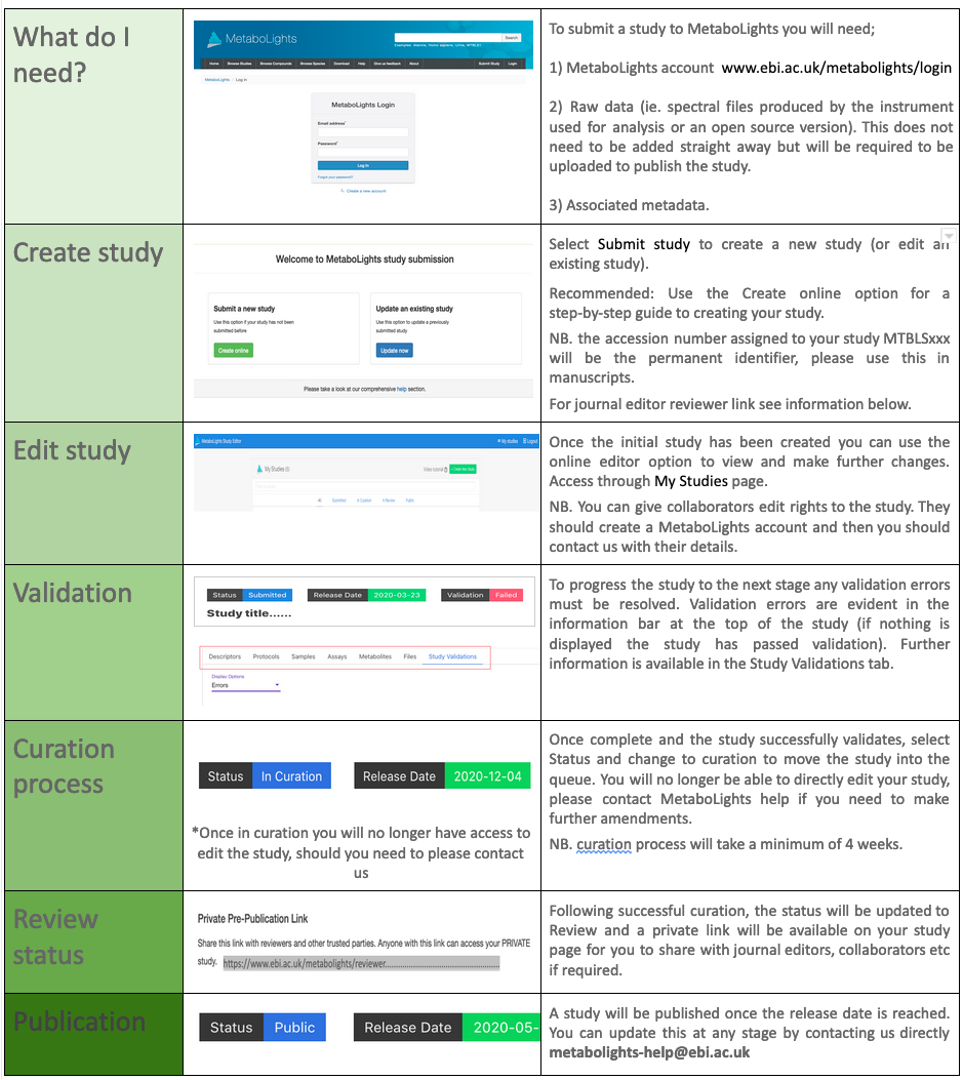 What do I
need?
MetaboLights
Search
Examples: Alanine, Homo sapiens, Urine, MTBLS1
Home Browse Studies Browse Compounds Browse Species Download Help Give us feedback About Submit Study Login
MetaboLights Log in
MetaboLights Login
Email address*
Password*
Log in
Forgot your password?
Create a new account
To submit a study to MetaboLights you will need;
1) MetaboLights account www.ebi.ac.uk/metabolights/login
2) Raw data (ie. spectral files produced by the instrument
used for analysis or an open source version). This does not
need to be added straight away but will be required to be
uploaded to publish the study.
3) Associated metadata.
Create study
Welcome to MetaboLights study submission
Submit a new study
Use this option if your study has not been
submitted before
Create online
Update an existing study
Use this option to update a previously
submitted study
Update now
Please take a look at our comprehensive help section.
Select Submit study to create a new study (or edit an
existing study).
Recommended: Use the Create online option for a
step-by-step guide to creating your study.
NB. the accession number assigned to your study MTBLSxxx
will be the permanent identifier, please use this in
manuscripts.
For journal editor reviewer link see information below.
Edit study
MetaboLights Study Editor
My studies Logout
My Studies
Video tutorial
+ Create New Study
All Submitted In Curation In Review Public
Once the initial study has been created you can use the
online editor option to view and make further changes.
Access through My Studies page.
NB. You can give collaborators edit rights to the study. They
should create a MetaboLights account and then you should
contact us with their details.
Validation
Status Submitted Release Date 2020-03-23 Validation Failed
Study title......
Descriptors Protocols Samples Assays Metabolites Files Study Validations
Display Options
Errors
To progress the study to the next stage any validation errors
must be resolved. Validation errors are evident in the
information bar at the top of the study (if nothing is
displayed the study has passed validation). Further
information is available in the Study Validations tab.
Curation
process
Status In Curation Release Date 2020-12-04
*Once in curation you will no longer have access to
edit the study, should you need to please contact
us
Once complete and the study successfully validates, select
Status and change to curation to move the study into the
queue. You will no longer be able to directly edit your study,
please contact MetaboLights help if you need to make
further amendments.
NB. curation process will take a minimum of 4 weeks.
Review
status
Private Pre-Publication Link
Share this link with reviewers and other trusted parties. Anyone with this link can access your PRIVATE
study. https://www.ebi.ac.uk/metabolights/reviewer......................................................
Following successful curation, the status will be updated to
Review and a private link will be available on your study
page for you to share with journal editors, collaborators etc
if required.
Publication
Status Public Release Date 2020-05-
A study will be published once the release date is reached.
You can update this at any stage by contacting us directly
metabolights-help@ebi.ac.uk